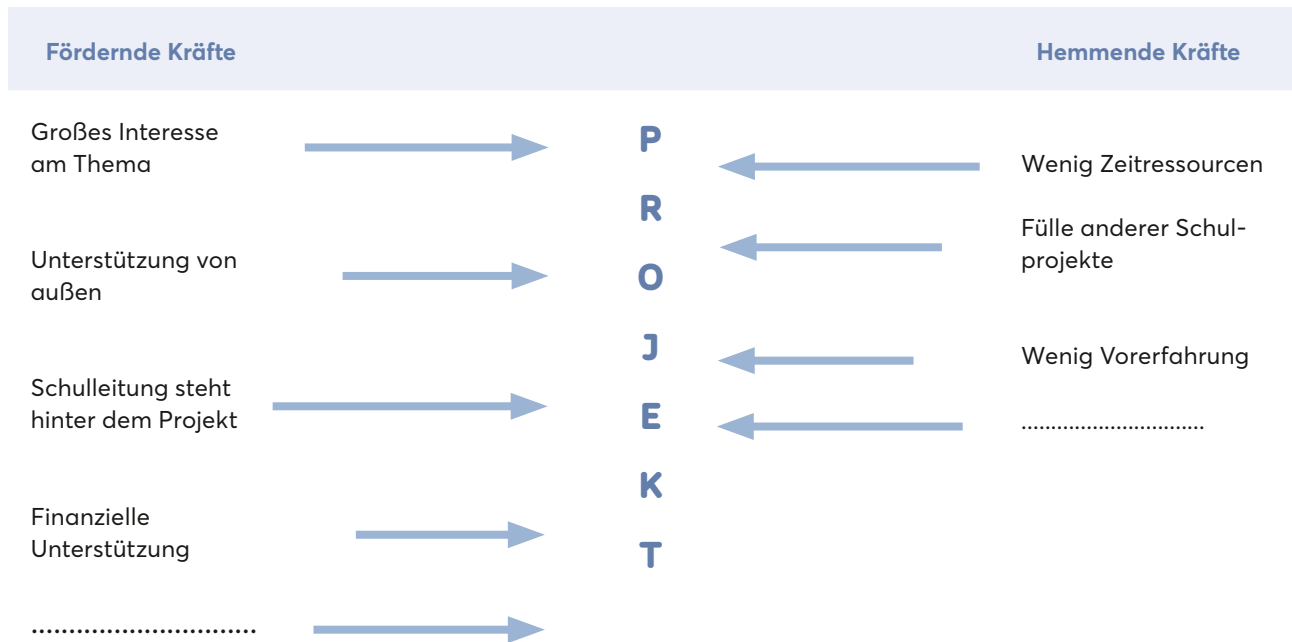 Fördernde Kräfte
Hemmende Kräfte
Großes Interesse
am Thema
Unterstützung von
außen
Schulleitung steht
hinter dem Projekt
Finanzielle
Unterstützung
..............................
P
R
O
J
E
K
T
Wenig Zeitressourcen
Fülle anderer Schul-
projekte
Wenig Vorerfahrung
...............................